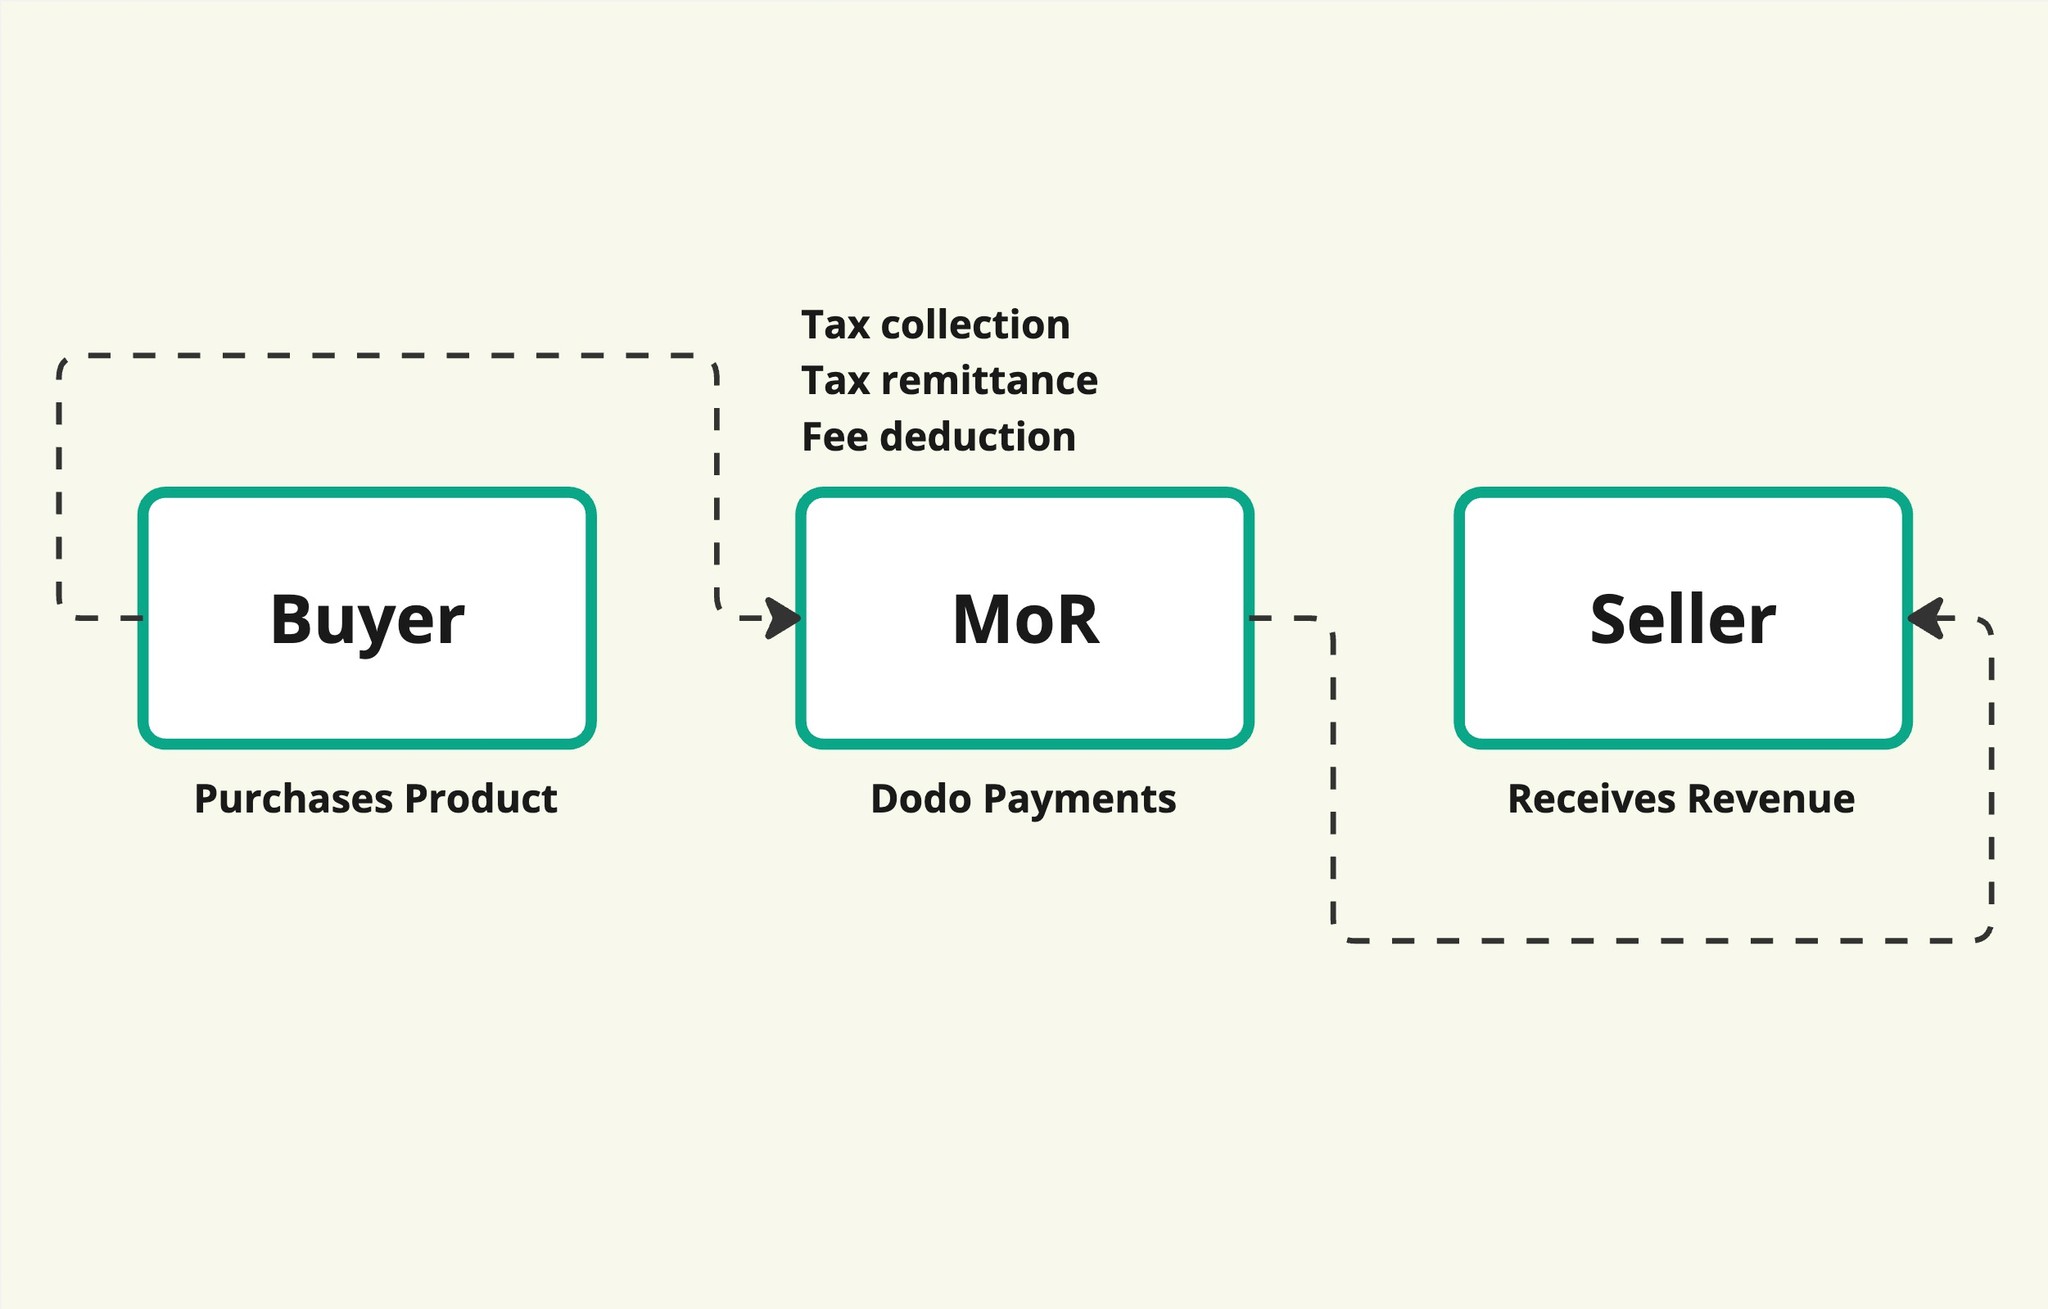 Tax collection
Tax remittance
Fee deduction
Buyer
MoR
Seller
Purchases Product
Dodo Payments
Receives Revenue